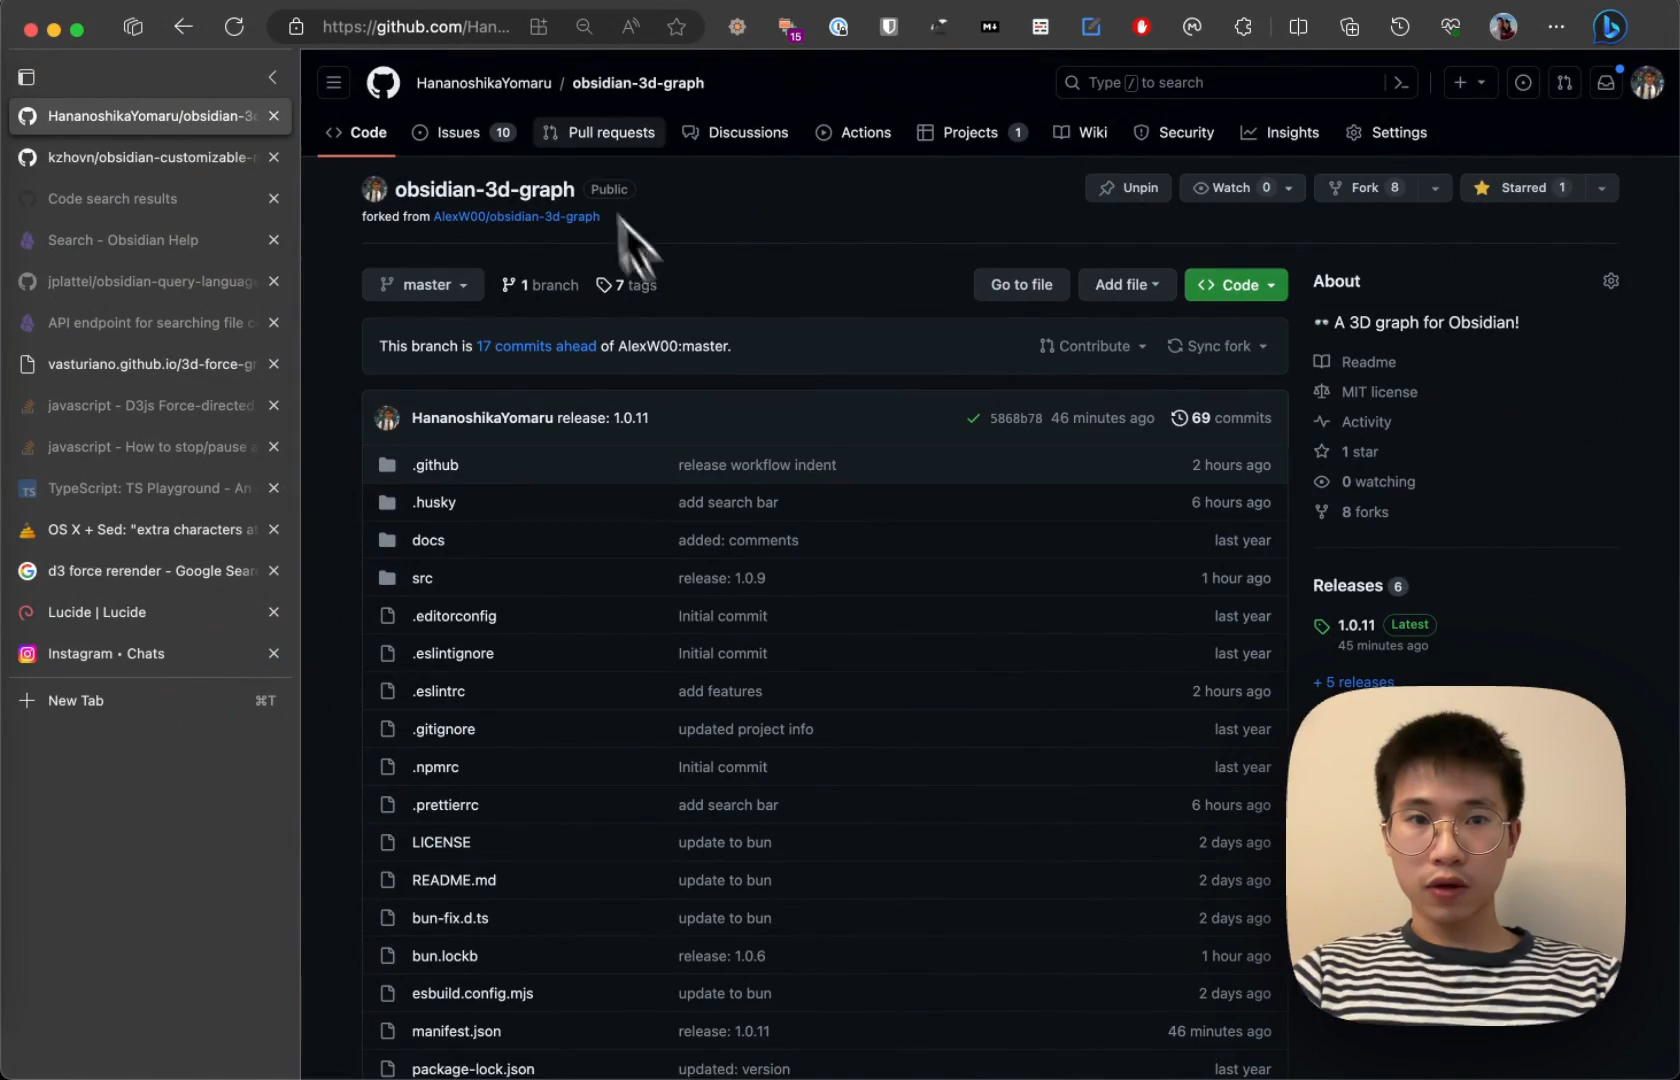 https://github.com/Han...
15
HananoshikaYomaru / obsidian-3d-graph
Type / to search
Code
Issues 10
Pull requests
Discussions
Actions
Projects 1
Wiki
Security
Insights
Settings
HananoshikaYomaru/obsidian-3d
kzhovn/obsidian-customizable-
Code search results
Search - Obsidian Help
jplattel/obsidian-query-language
API endpoint for searching file c
vasturiano.github.io/3d-force-gr
javascript - D3js Force-directed
javascript - How to stop/pause a
TypeScript: TS Playground - An
OS X + Sed: "extra characters at
d3 force rerender - Google Sear
Lucide | Lucide
Instagram • Chats
New Tab ⌘T
obsidian-3d-graph Public
forked from AlexW00/obsidian-3d-graph
Unpin
Watch 0
Fork 8
Starred 1
master
1 branch
7 tags
Go to file
Add file
Code
This branch is 17 commits ahead of AlexW00:master.
Contribute
Sync fork
HananoshikaYomaru release: 1.0.11 5868b78 46 minutes ago 69 commits
.github release workflow indent 2 hours ago
.husky add search bar 6 hours ago
docs added: comments last year
src release: 1.0.9 1 hour ago
.editorconfig Initial commit last year
.eslintignore Initial commit last year
.eslintrc add features 2 hours ago
.gitignore updated project info last year
.npmrc Initial commit last year
.prettierrc add search bar 6 hours ago
LICENSE update to bun 2 days ago
README.md update to bun 2 days ago
bun-fix.d.ts update to bun 2 days ago
bun.lockb release: 1.0.6 1 hour ago
esbuild.config.mjs update to bun 2 days ago
manifest.json release: 1.0.11 46 minutes ago
package-lock.json updated: version last year
About
A 3D graph for Obsidian!
Readme
MIT license
Activity
1 star
0 watching
8 forks
Releases 6
1.0.11 Latest
45 minutes ago
+ 5 releases